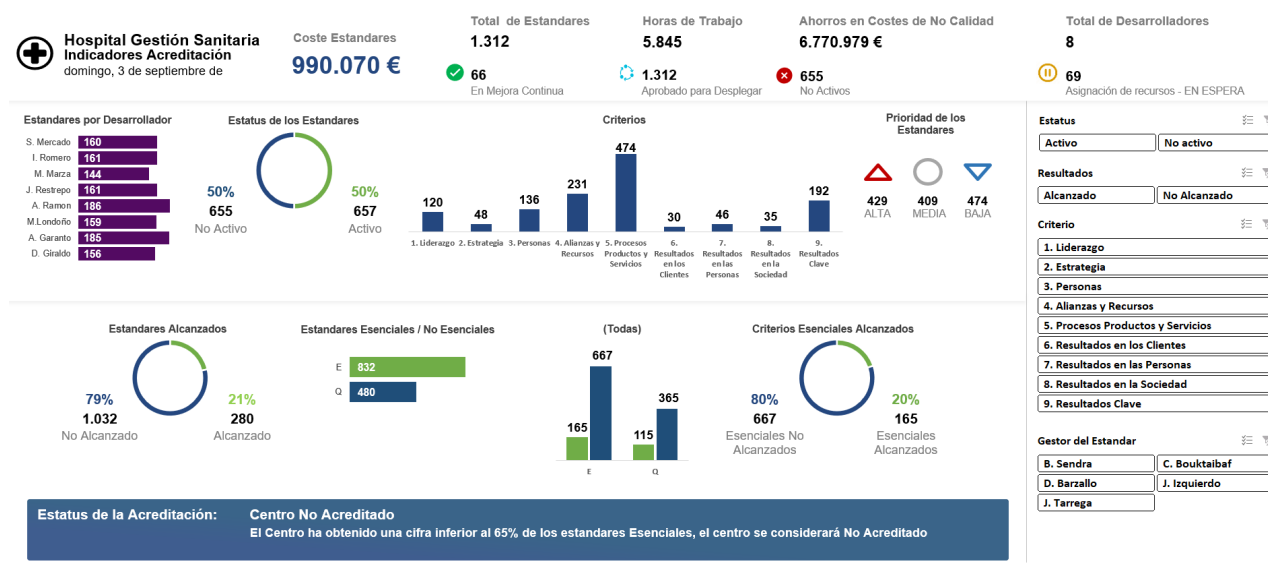 Hospital Gestión Sanitaria
Indicadores Acreditación
domingo, 3 de septiembre de
Coste Estandares
990.070 €
Total de Estandares
1.312
66
En Mejora Continua
Horas de Trabajo
5.845
1.312
Aprobado para Desplegar
Ahorros en Costes de No Calidad
6.770.979 €
655
No Activos
Total de Desarrolladores
8
69
Asignación de recursos - EN ESPERA
Estandares por Desarrollador
S. Mercado 160
I. Romero 161
M. Marza 144
J. Restrepo 161
A. Ramon 186
M.Londoño 159
A. Garanto 185
D. Giraldo 156
Estatus de los Estandares
50%
655
No Activo
50%
657
Activo
Criterios
120
48
136
231
474
30
46
35
192
1. Liderazgo
2. Estrategia
3. Personas
4. Alianzas y
Recursos
5. Procesos
Productos y
Servicios
6.
Resultados
en los
Clientes
7.
Resultados
en las
Personas
8.
Resultados
en la
Sociedad
9.
Resultados
Clave
Prioridad de los
Estandares
429
ALTA
409
MEDIA
474
BAJA
Estatus
Activo
No activo
Resultados
Alcanzado
No Alcanzado
Criterio
1. Liderazgo
2. Estrategia
3. Personas
4. Alianzas y Recursos
5. Procesos Productos y Servicios
6. Resultados en los Clientes
7. Resultados en las Personas
8. Resultados en la Sociedad
9. Resultados Clave
Gestor del Estandar
B. Sendra
C. Bouktaibaf
D. Barzallo
J. Izquierdo
J. Tarrega
Estandares Alcanzados
79%
1.032
No Alcanzado
21%
280
Alcanzado
Estandares Esenciales / No Esenciales
E 832
Q 480
(Todas)
165
667
115
365
E
Q
Criterios Esenciales Alcanzados
80%
667
Esenciales No
Alcanzados
20%
165
Esenciales
Alcanzados
Estatus de la Acreditación:
Centro No Acreditado
El Centro ha obtenido una cifra inferior al 65% de los estandares Esenciales, el centro se considerará No Acreditado